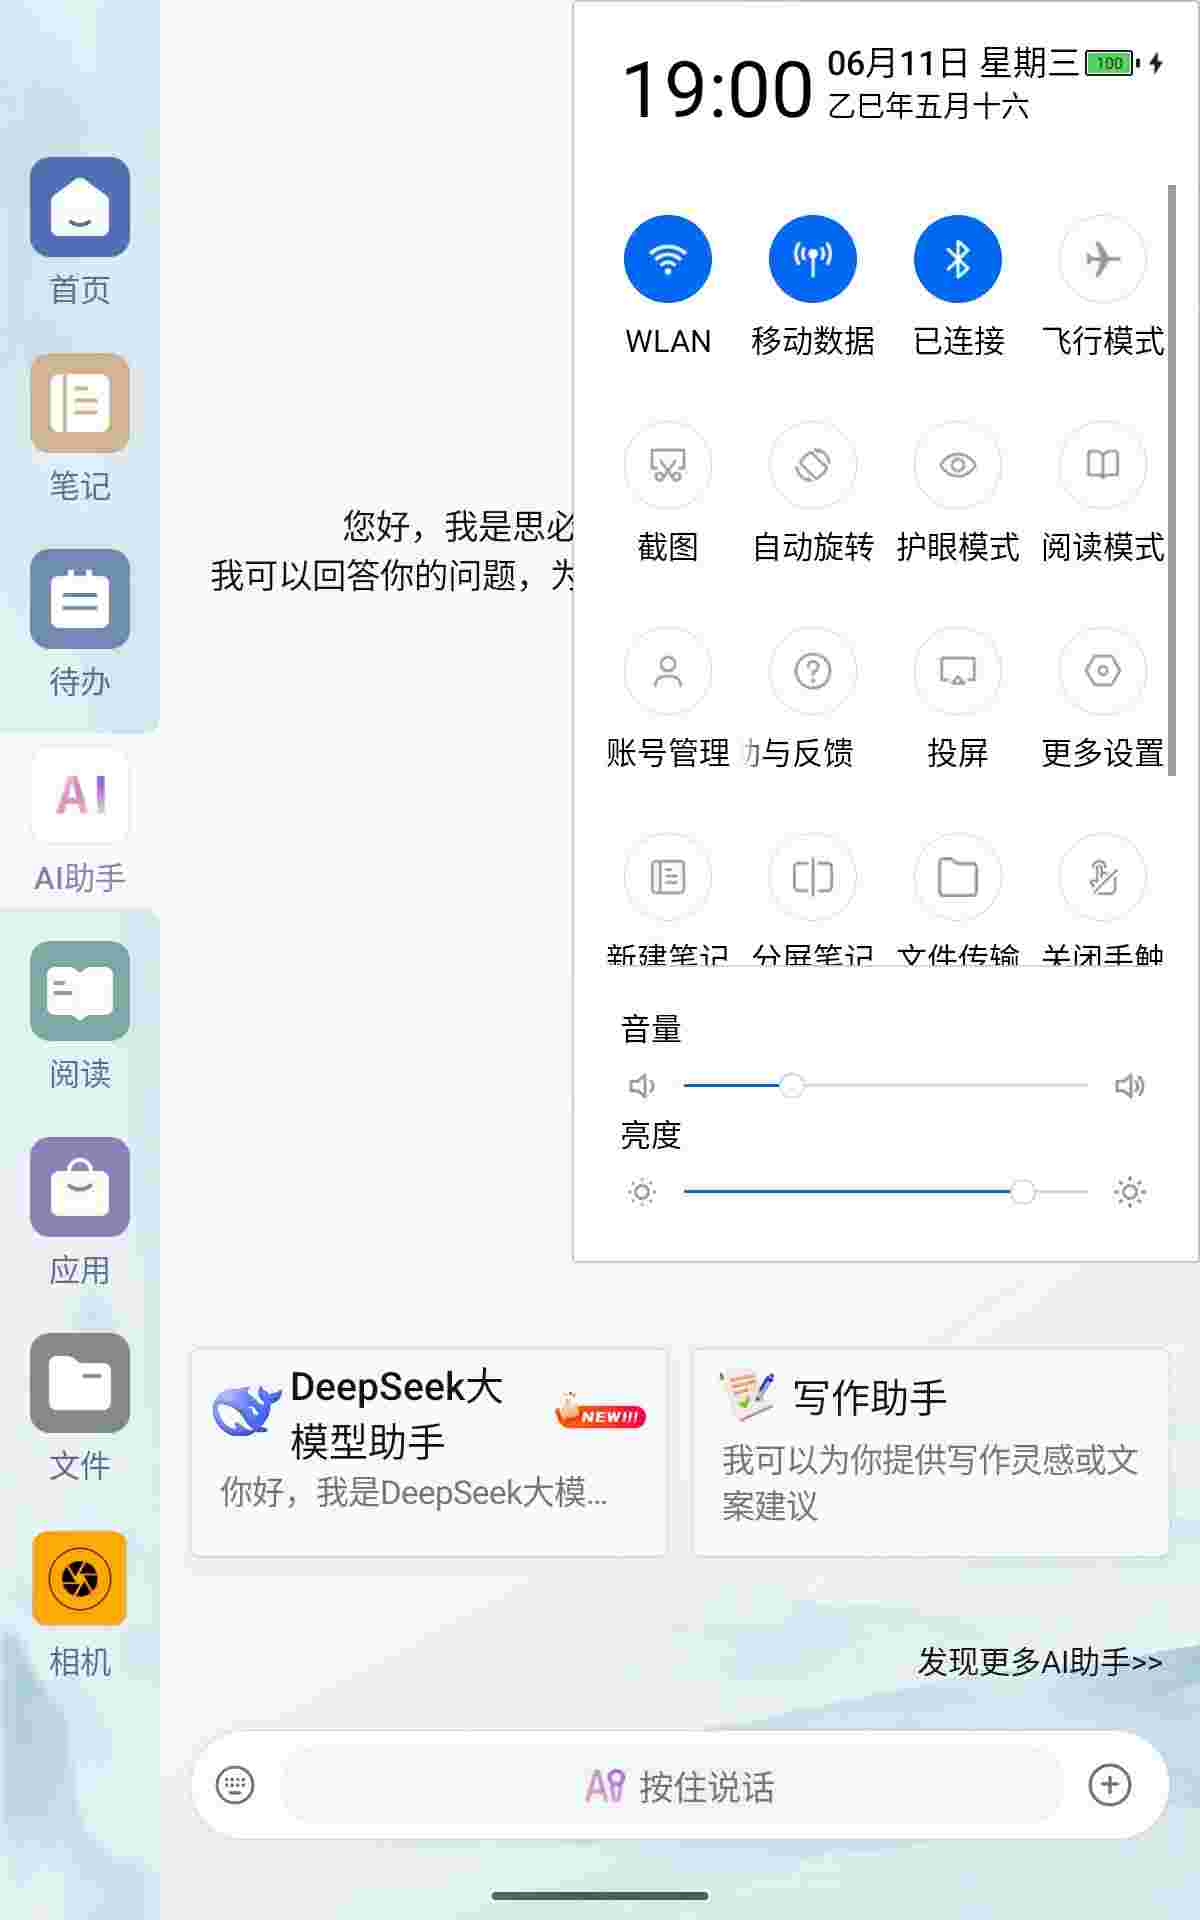 19:00
06月11日 星期三
100
乙巳年五月十六
WLAN
移动数据
已连接
飞行模式
截图
自动旋转
护眼模式
阅读模式
账号管理
与反馈
投屏
更多设置
新建笔记
分屏笔记
文件传输
关闭手触
音量
亮度
首页
笔记
待办
AI
AI助手
阅读
应用
文件
相机
您好，我是思必
我可以回答你的问题，为
DeepSeek大
模型助手
NEW!!!
你好，我是DeepSeek大模...
写作助手
我可以为你提供写作灵感或文
案建议
发现更多AI助手>>
按住说话